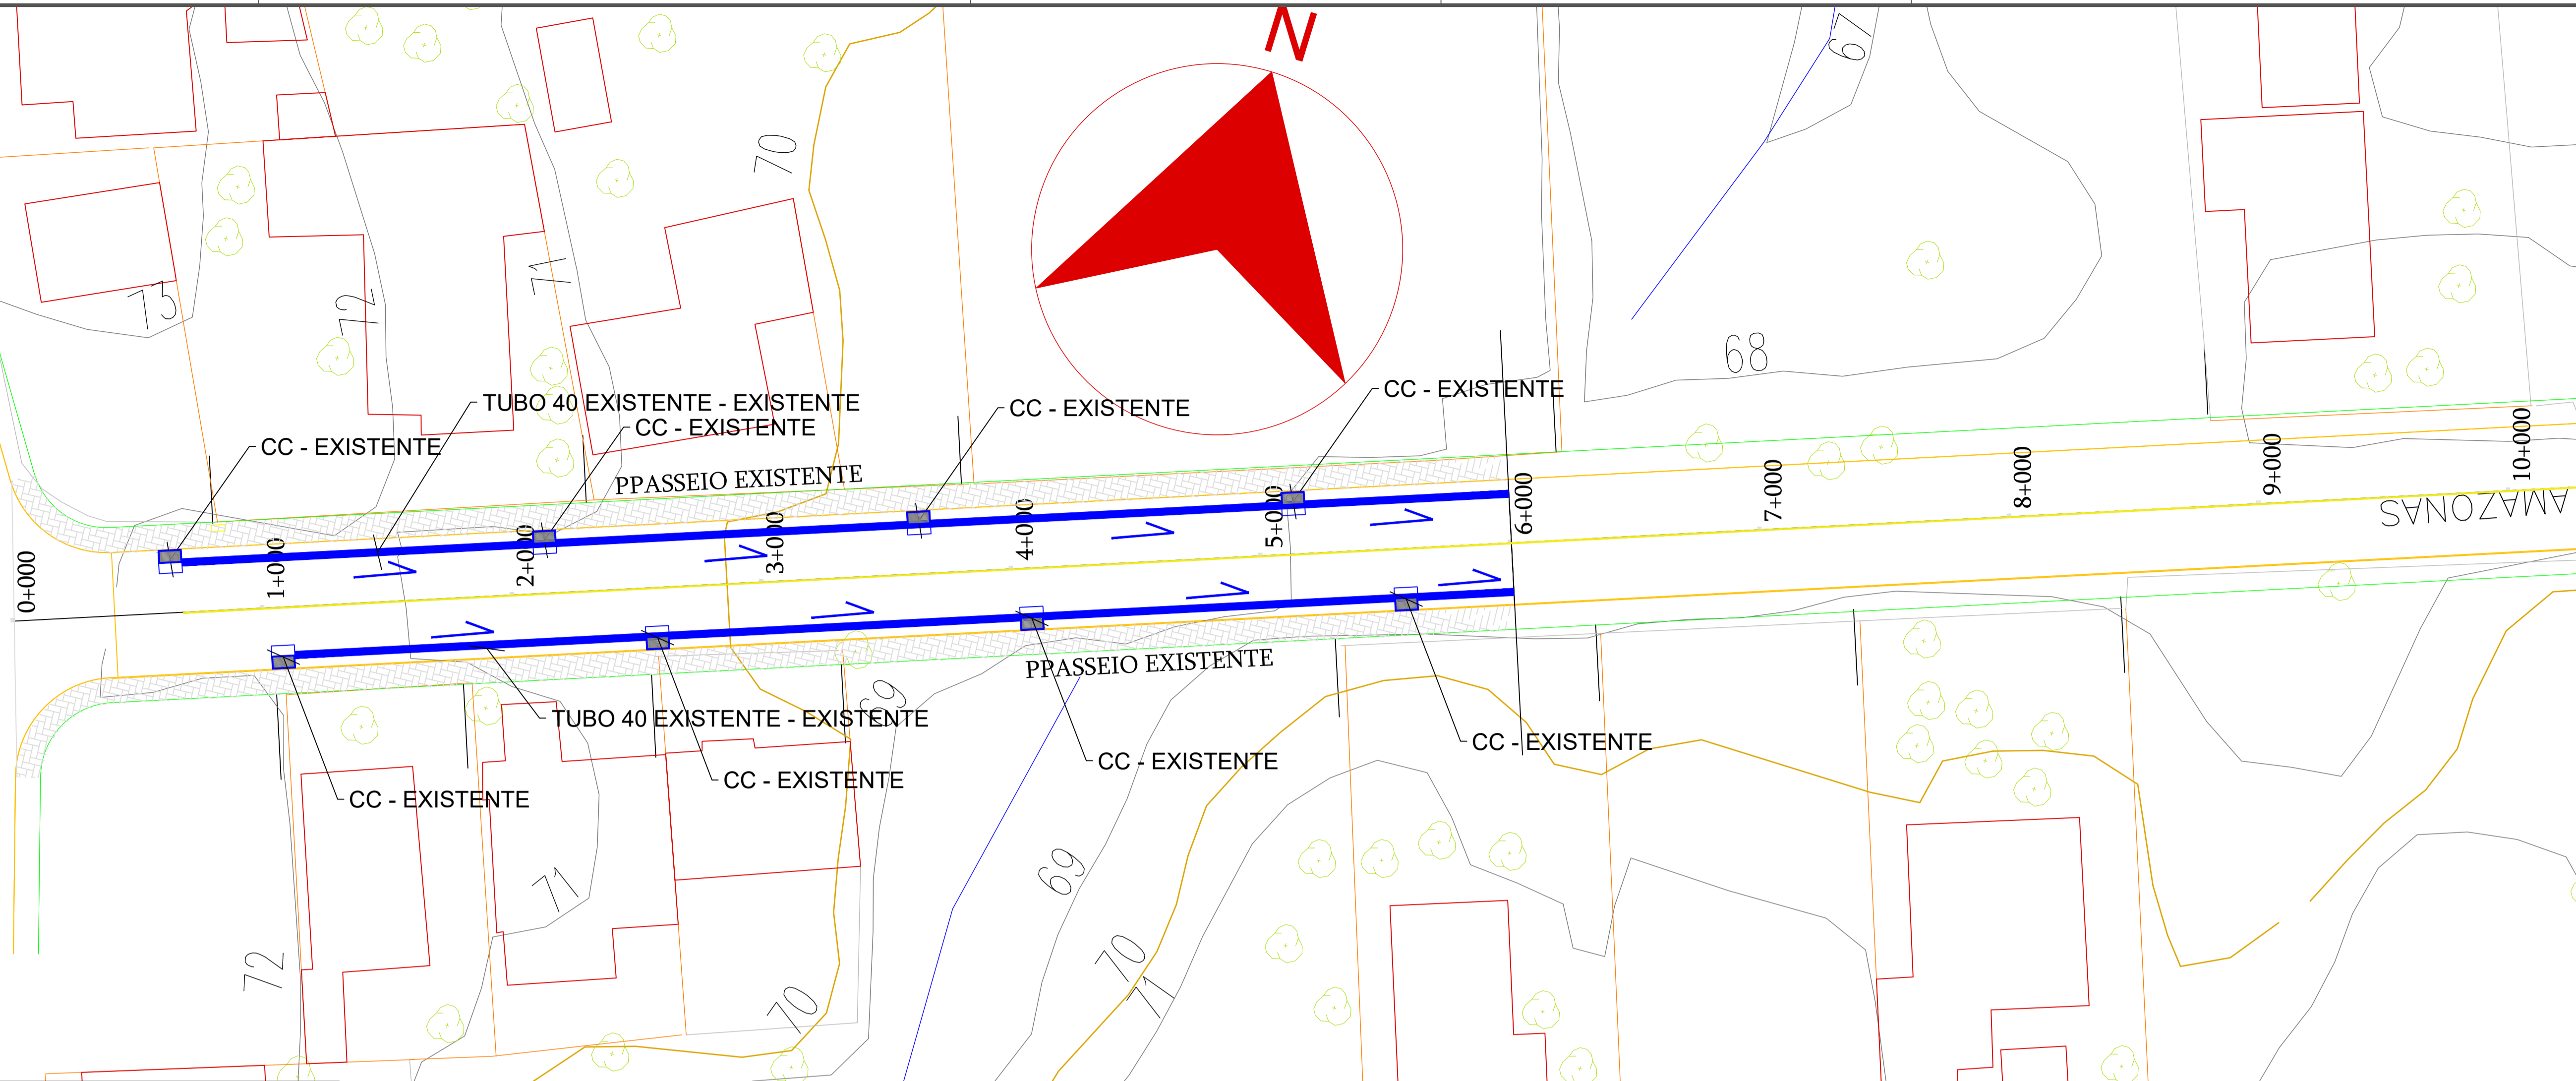 N
67
70
71
72
73
68
TUBO 40 EXISTENTE - EXISTENTE
CC - EXISTENTE
CC - EXISTENTE
CC - EXISTENTE
CC - EXISTENTE
PPASSEIO EXISTENTE
0+000
1+000
2+000
3+000
4+000
5+000
6+000
7+000
8+000
9+000
10+000
AMAZONAS
PPASSEIO EXISTENTE
TUBO 40 EXISTENTE - EXISTENTE
CC - EXISTENTE
CC - EXISTENTE
CC - EXISTENTE
CC - EXISTENTE
69
69
71
72
70
70
71